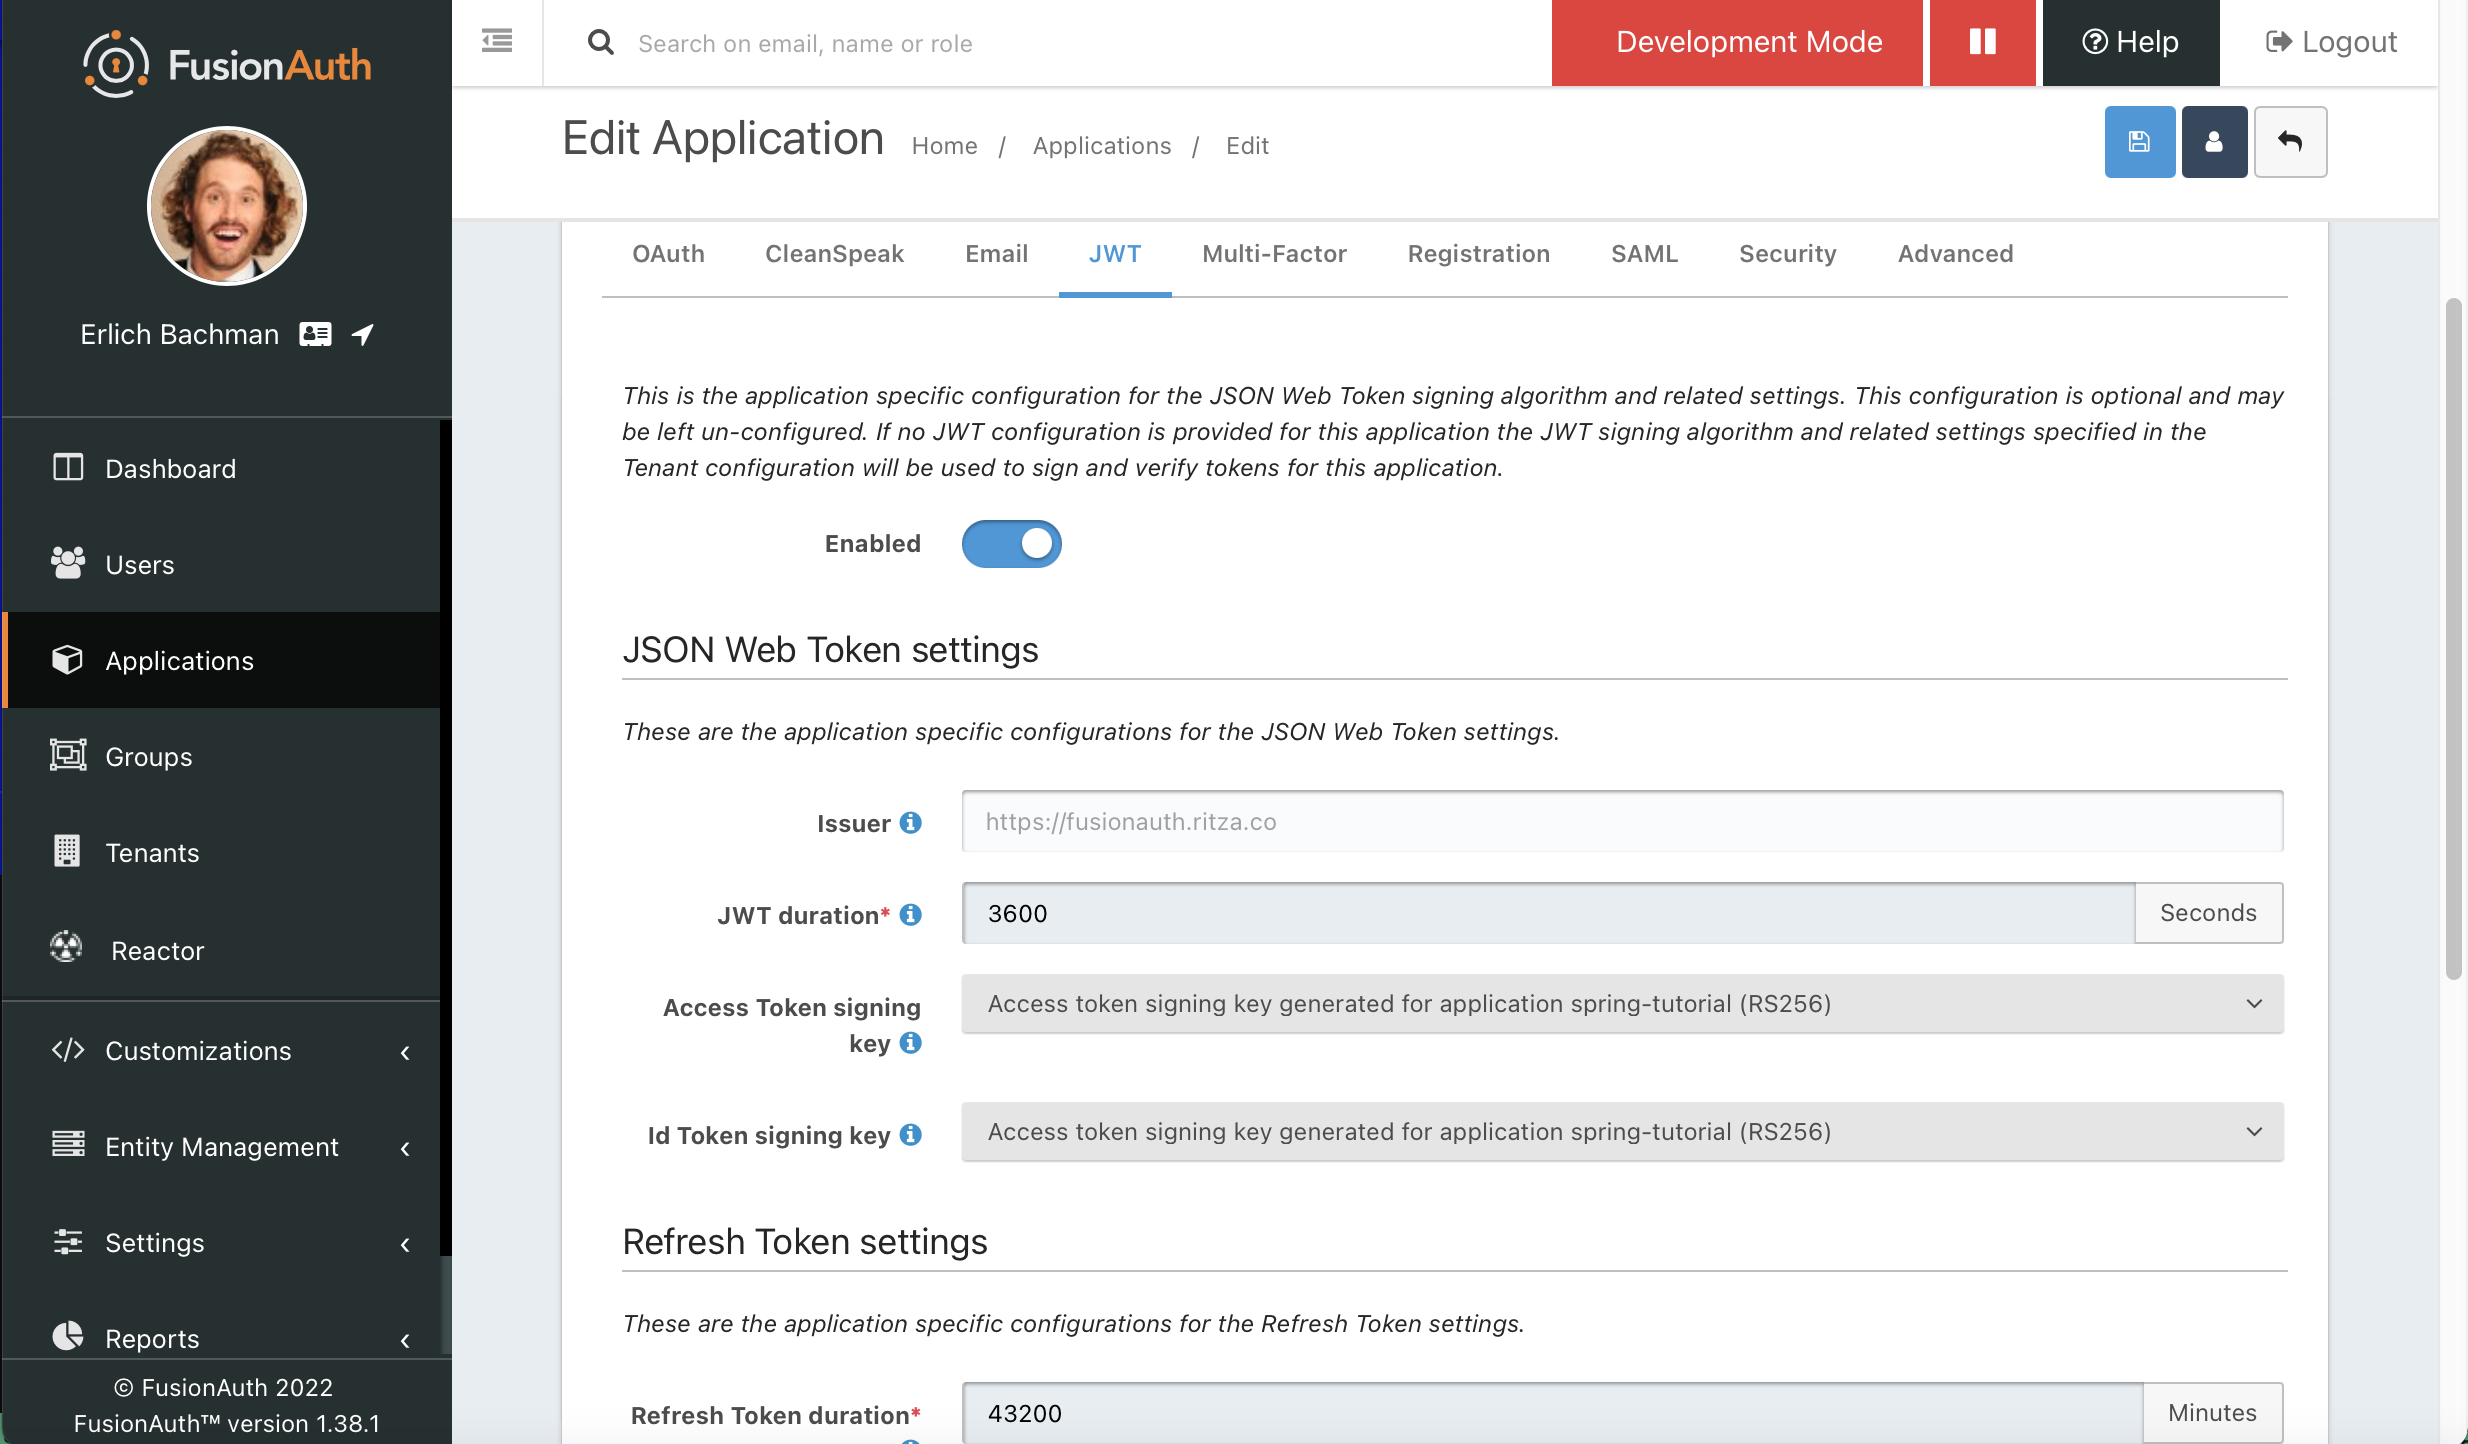 FusionAuth
Erlich Bachman
Dashboard
Users
Applications
Groups
Tenants
Reactor
Customizations
Entity Management
Settings
Reports
© FusionAuth 2022
FusionAuth™ version 1.38.1
Search on email, name or role
Development Mode
Help
Logout
Edit Application
Home / Applications / Edit
OAuth CleanSpeak Email JWT Multi-Factor Registration SAML Security Advanced
This is the application specific configuration for the JSON Web Token signing algorithm and related settings. This configuration is optional and may
be left un-configured. If no JWT configuration is provided for this application the JWT signing algorithm and related settings specified in the
Tenant configuration will be used to sign and verify tokens for this application.
Enabled
JSON Web Token settings
These are the application specific configurations for the JSON Web Token settings.
Issuer https://fusionauth.ritza.co
JWT duration* 3600 Seconds
Access Token signing
key
Access token signing key generated for application spring-tutorial (RS256)
Id Token signing key Access token signing key generated for application spring-tutorial (RS256)
Refresh Token settings
These are the application specific configurations for the Refresh Token settings.
Refresh Token duration* 43200 Minutes